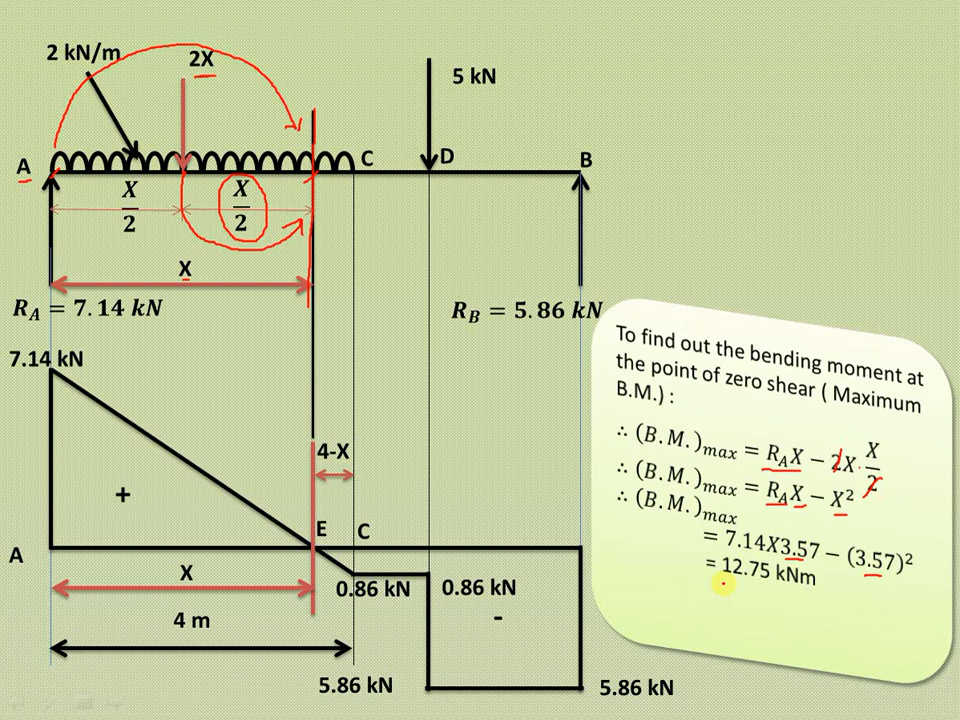 2 kN/m
2X
5 kN
A
C
D
B
X
2
X
2
X
R_A = 7.14 kN
R_B = 5.86 kN
7.14 kN
4-X
+
E
C
A
X
0.86 kN
0.86 kN
4 m
-
5.86 kN
5.86 kN
To find out the bending moment at
the point of zero shear ( Maximum
B.M.) :
∴ (B.M.)_max = R_A X − 2X · X/2
∴ (B.M.)_max = R_A X − X²
∴ (B.M.)_max
= 7.14X3.57 − (3.57)²
= 12.75 kNm